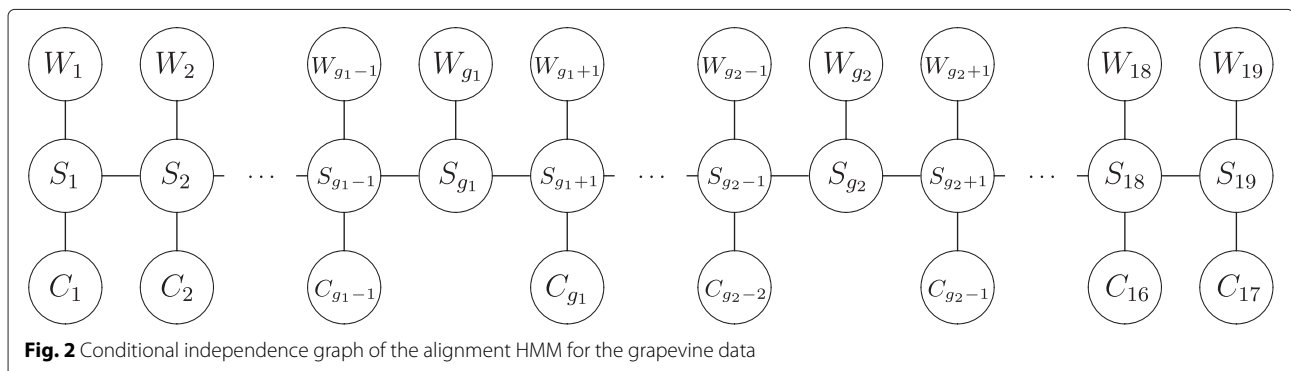 W₁ W₂ W_{g₁−1} W_{g₁} W_{g₁+1} W_{g₂−1} W_{g₂} W_{g₂+1} W₁₈ W₁₉
S₁ S₂ ⋯ S_{g₁−1} S_{g₁} S_{g₁+1} ⋯ S_{g₂−1} S_{g₂} S_{g₂+1} ⋯ S₁₈ S₁₉
C₁ C₂ C_{g₁−1} C_{g₁} C_{g₂−2} C_{g₂−1} C₁₆ C₁₇
Fig. 2 Conditional independence graph of the alignment HMM for the grapevine data